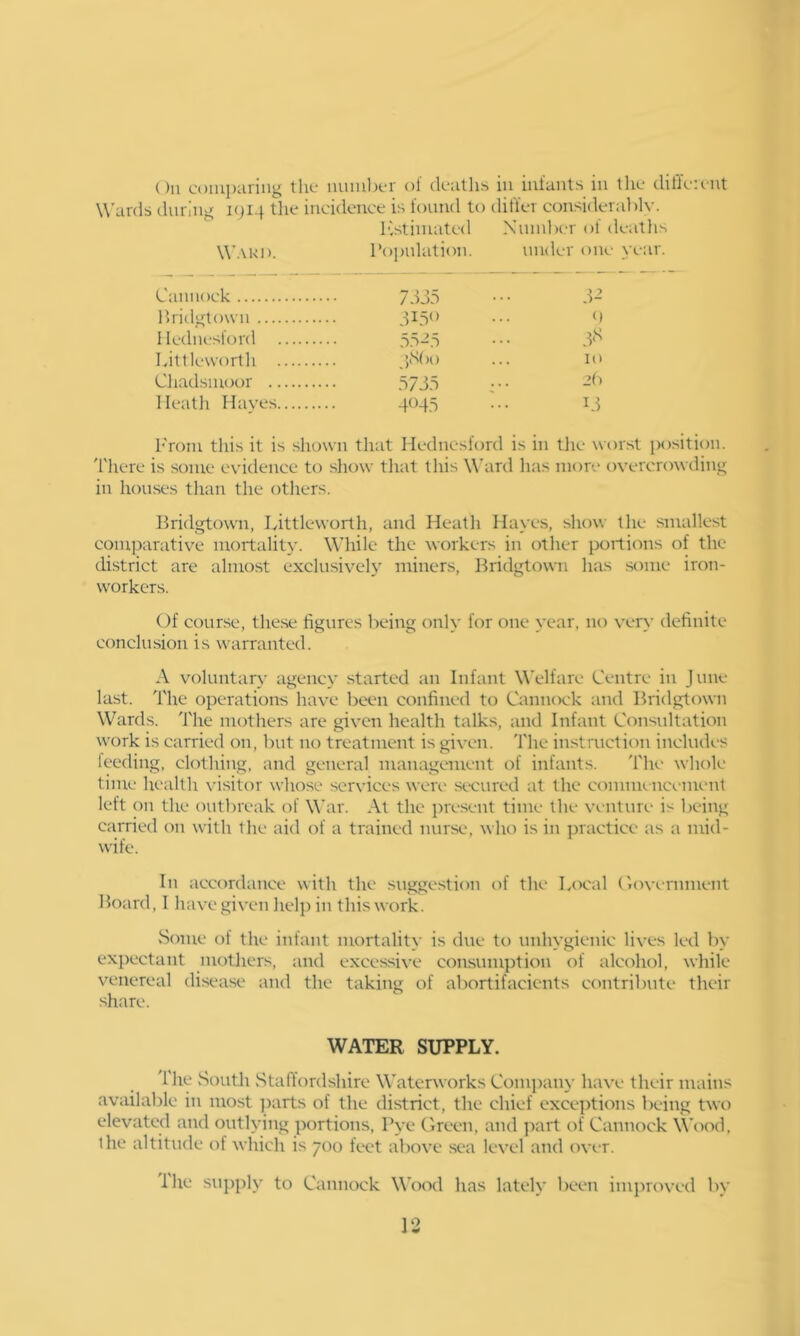 On comparing the number of deaths in infants in the different
Wards during 1914 the incidence is found to differ considerably.
Estimated Number of deaths
WARD. Population. under one year.
Cannock .............. 7335 ... 32
Bridgtown ............ 3150 ... 9
Hednesford .......... 5525 ... 38
Littleworth .......... 3860 ... 10
Chadsmoor .......... 5735 ... 26
Heath Hayes......... 4045 ... 13
From this it is shown that Hednesford is in the worst position.
There is some evidence to show that this Ward has more overcrowding
in houses than the others.
Bridgtown, Littleworth, and Heath Hayes, show the smallest
comparative mortality. While the workers in other portions of the
district are almost exclusively miners, Bridgtown has some iron-
workers.
Of course, these figures being only for one year, no very definite
conclusion is warranted.
A voluntary agency started an Infant Welfare Centre in June
last. The operations have been confined to Cannock and Bridgtown
Wards. The mothers are given health talks, and Infant Consultation
work is carried on, but no treatment is given. The instruction includes
feeding, clothing, and general management of infants. The whole
time health visitor whose services were secured at the commencement
left on the outbreak of War. At the present time the venture is being
carried on with the aid of a trained nurse, who is in practice as a mid-
wife.
In accordance with the suggestion of the Local Government
Board, I have given help in this work.
Some of the infant mortality is due to unhygienic lives led by
expectant mothers, and excessive consumption of alcohol, while
venereal disease and the taking of abortifacients contribute their
share.
WATER SUPPLY.
The South Staffordshire Waterworks Company have their mains
available in most parts of the district, the chief exceptions being two
elevated and outlying portions, Pye Green, and part of Cannock Wood,
the altitude of which is 700 feet above sea level and over.
The supply to Cannock Wood has lately been improved by
12